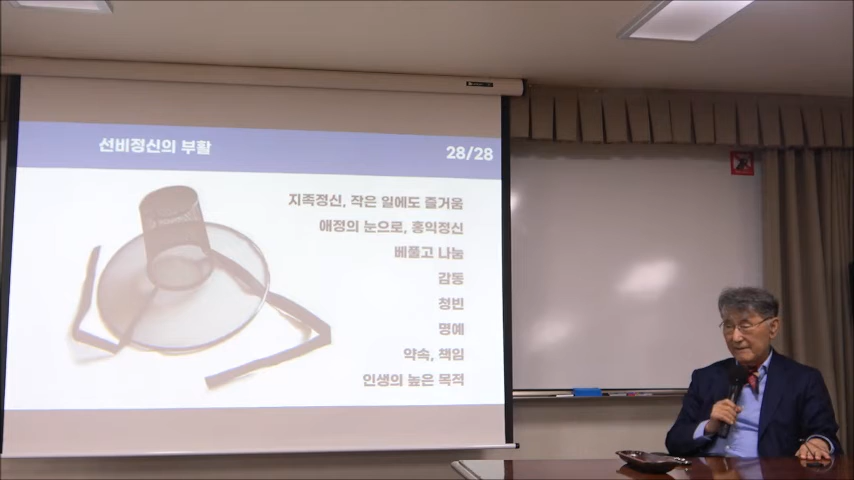 선비정신의 부활
28/28
지족정신, 작은 일에도 즐거움
애정의 눈으로, 홍익정신
베풀고 나눔
감동
청빈
명예
약속, 책임
인생의 높은 목적